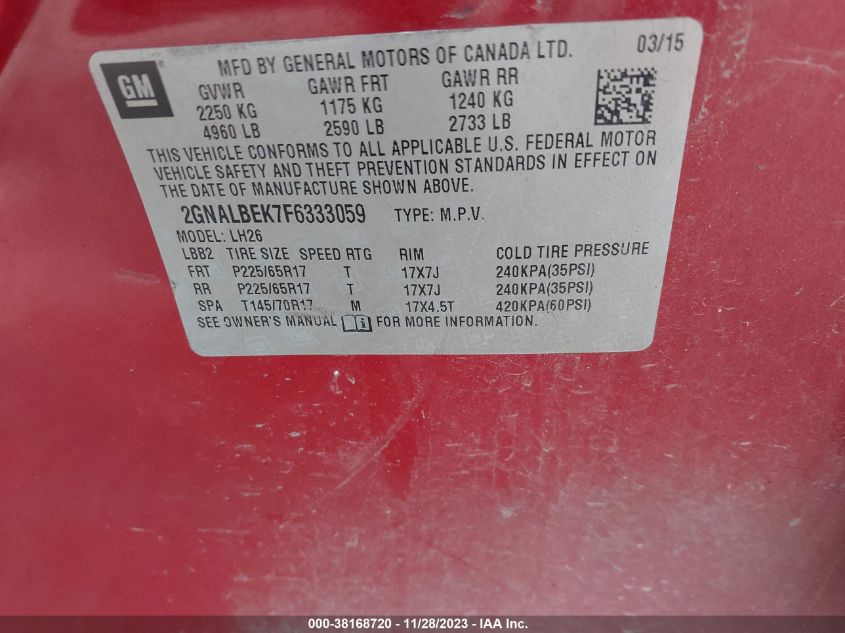 GM
MFD BY GENERAL MOTORS OF CANADA LTD. 03/15
GVWR GAWR FRT GAWR RR
2250 KG 1175 KG 1240 KG
4960 LB 2590 LB 2733 LB
THIS VEHICLE CONFORMS TO ALL APPLICABLE U.S. FEDERAL MOTOR
VEHICLE SAFETY AND THEFT PREVENTION STANDARDS IN EFFECT ON
THE DATE OF MANUFACTURE SHOWN ABOVE.
2GNALBEK7F6333059 TYPE: M.P.V.
MODEL: LH26
LBB2 TIRE SIZE SPEED RTG RIM COLD TIRE PRESSURE
FRT P225/65R17 T 17X7J 240KPA(35PSI)
RR P225/65R17 T 17X7J 240KPA(35PSI)
SPA T145/70R17 M 17X4.5T 420KPA(60PSI)
SEE OWNER'S MANUAL FOR MORE INFORMATION.
000-38168720 - 11/28/2023 - Copyright © 2023 IAA, Inc.